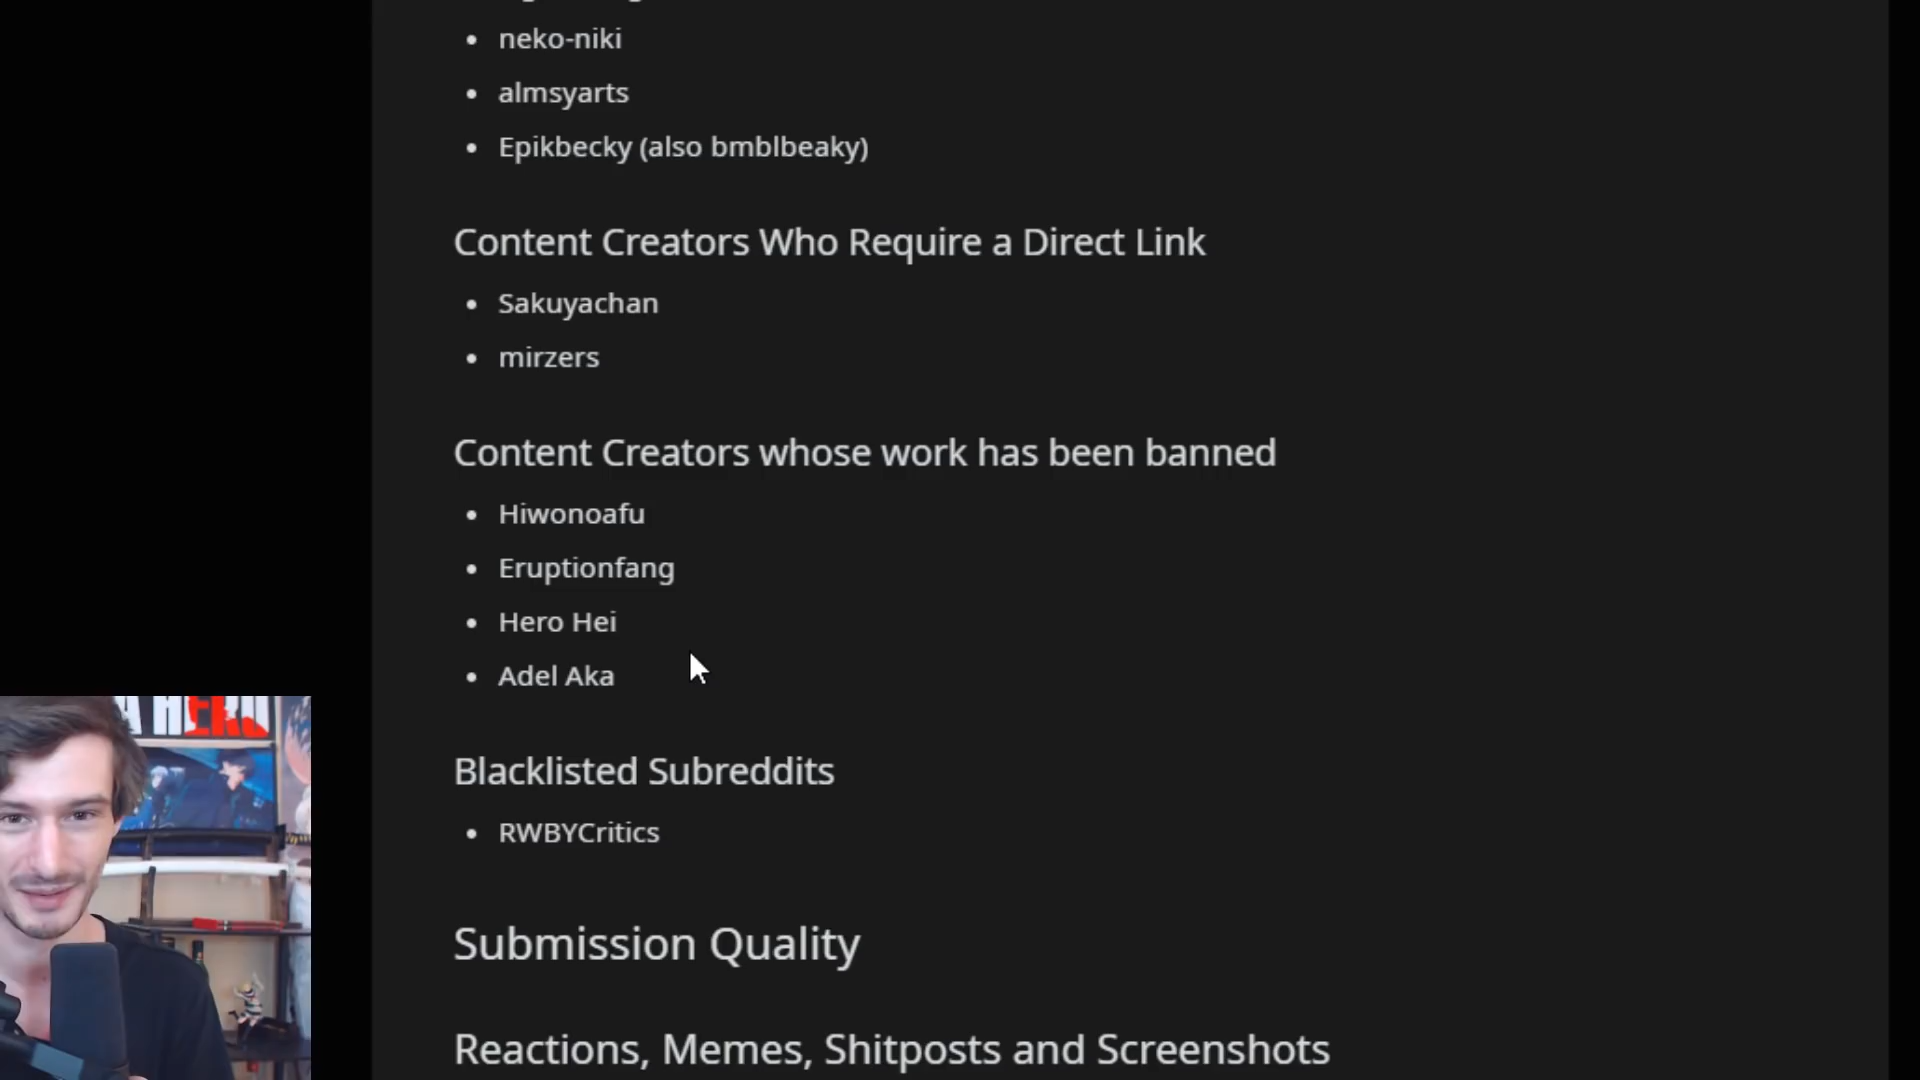 neko-niki
almsyarts
Epikbecky (also bmblbeaky)
Content Creators Who Require a Direct Link
Sakuyachan
mirzers
Content Creators whose work has been banned
Hiwonoafu
Eruptionfang
Hero Hei
Adel Aka
A HERO
Blacklisted Subreddits
RWBYCritics
Submission Quality
Reactions, Memes, Shitposts and Screenshots